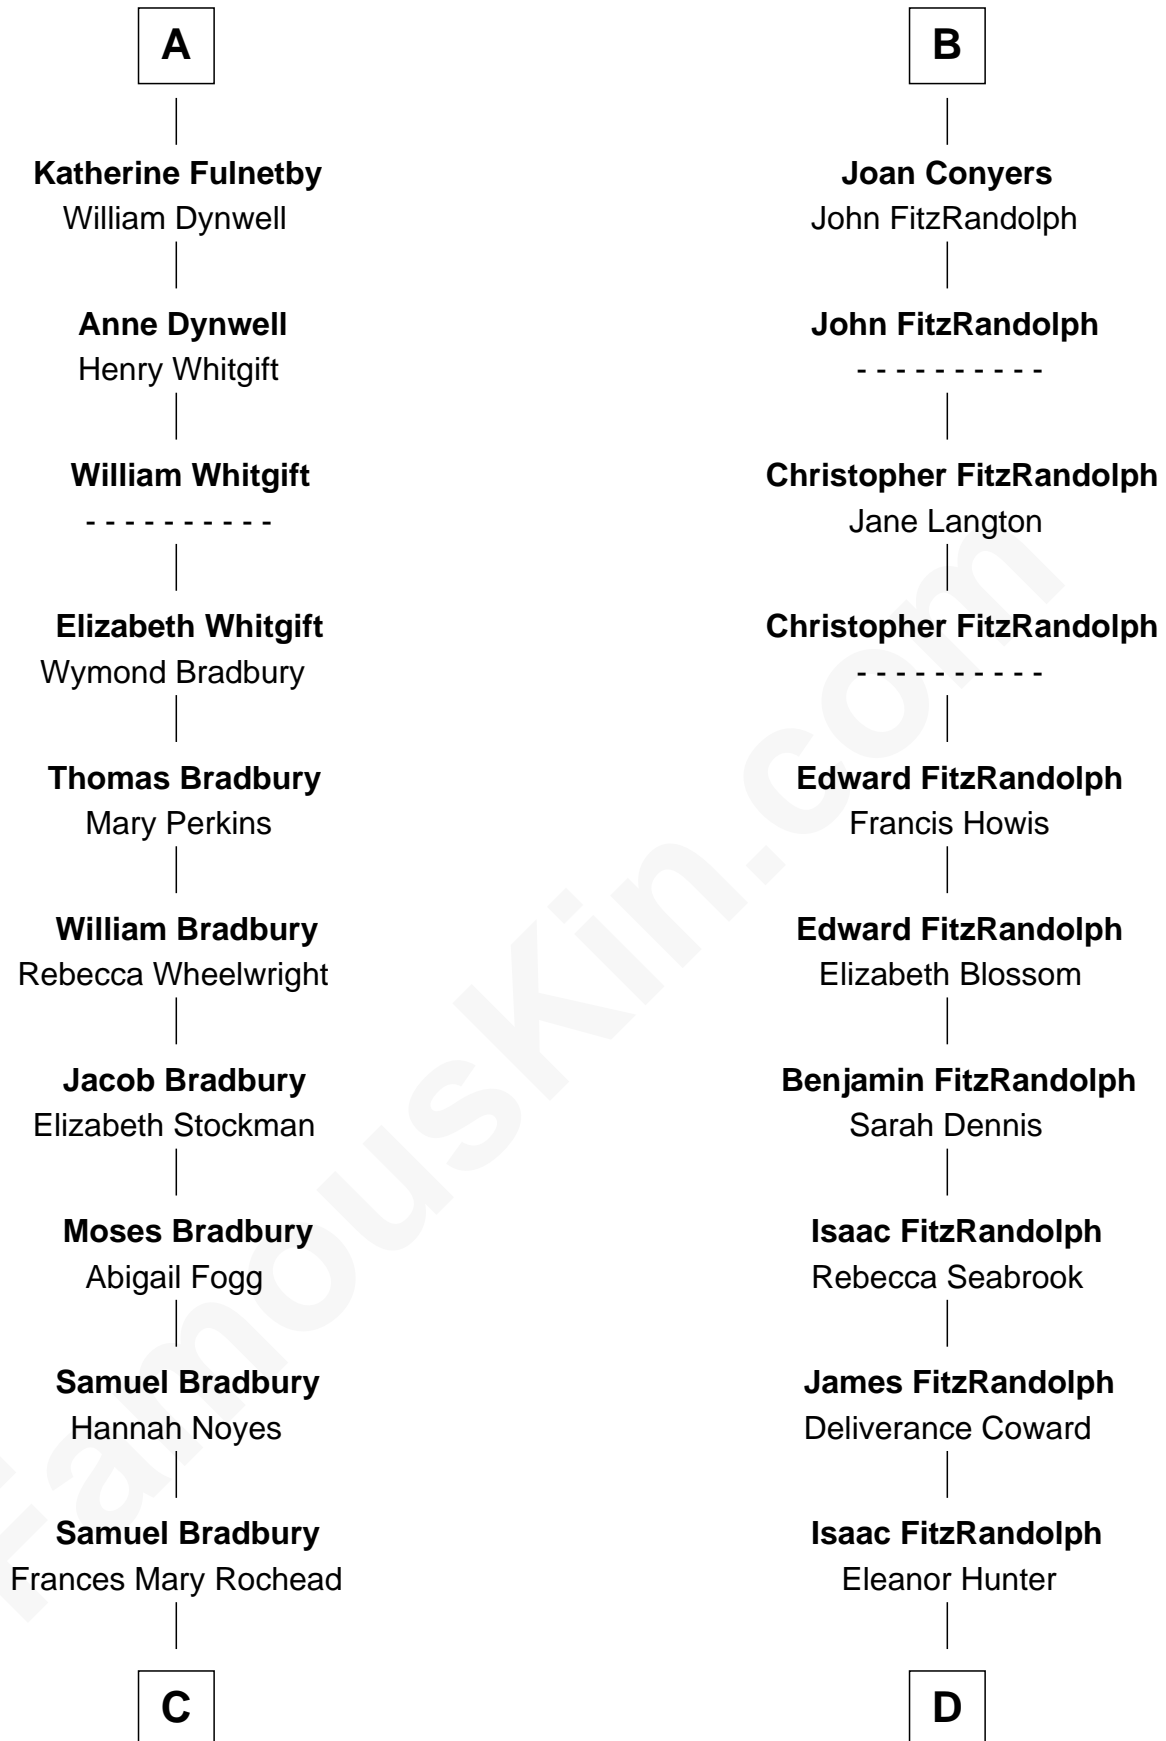 A
Katherine Fulnetby
William Dynwell
Anne Dynwell
Henry Whitgift
William Whitgift
- - - - - - - - - -
Elizabeth Whitgift
Wymond Bradbury
Thomas Bradbury
Mary Perkins
William Bradbury
Rebecca Wheelwright
Jacob Bradbury
Elizabeth Stockman
Moses Bradbury
Abigail Fogg
Samuel Bradbury
Hannah Noyes
Samuel Bradbury
Frances Mary Rochead
C
B
Joan Conyers
John FitzRandolph
John FitzRandolph
- - - - - - - - - -
Christopher FitzRandolph
Jane Langton
Christopher FitzRandolph
- - - - - - - - - -
Edward FitzRandolph
Francis Howis
Edward FitzRandolph
Elizabeth Blossom
Benjamin FitzRandolph
Sarah Dennis
Isaac FitzRandolph
Rebecca Seabrook
James FitzRandolph
Deliverance Coward
Isaac FitzRandolph
Eleanor Hunter
D
FamousKin.com